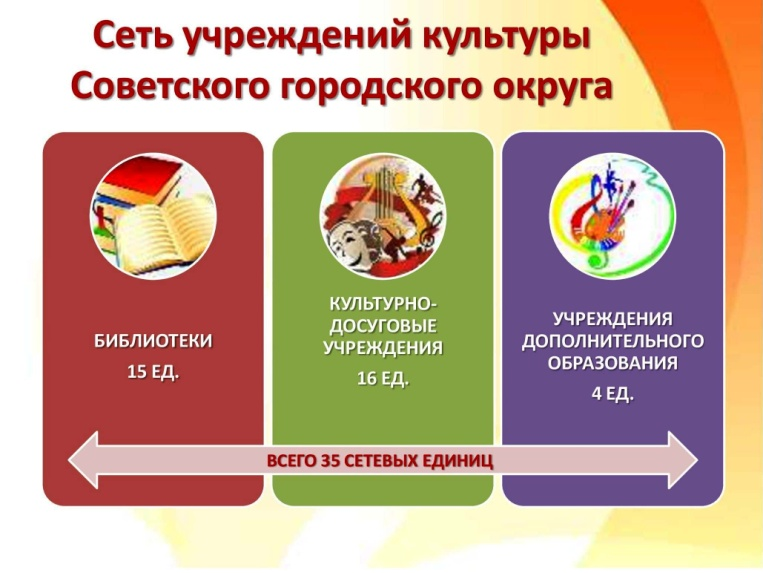 Сеть учреждений культуры
Советского городского округа
БИБЛИОТЕКИ
15 ЕД.
КУЛЬТУРНО-
ДОСУГОВЫЕ
УЧРЕЖДЕНИЯ
16 ЕД.
УЧРЕЖДЕНИЯ
ДОПОЛНИТЕЛЬНОГО
ОБРАЗОВАНИЯ
4 ЕД.
ВСЕГО 35 СЕТЕВЫХ ЕДИНИЦ